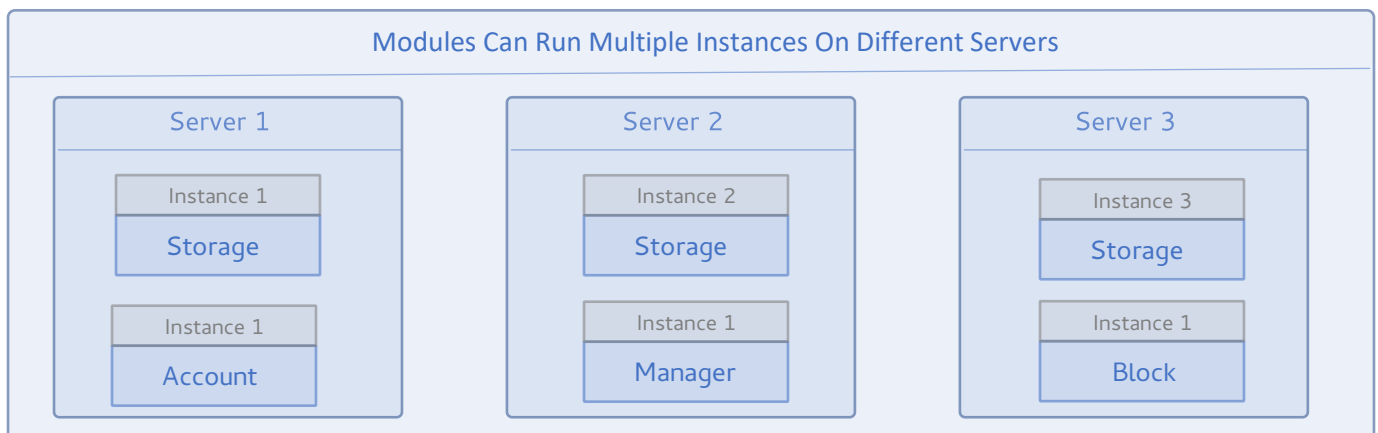 Modules Can Run Multiple Instances On Different Servers
Server 1
Instance 1
Storage
Instance 1
Account
Server 2
Instance 2
Storage
Instance 1
Manager
Server 3
Instance 3
Storage
Instance 1
Block